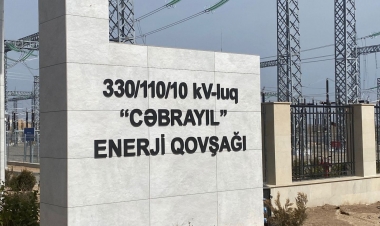 330/110/10 kV-luq
“CƏBRAYIL”
ENERJİ QOVŞAĞI